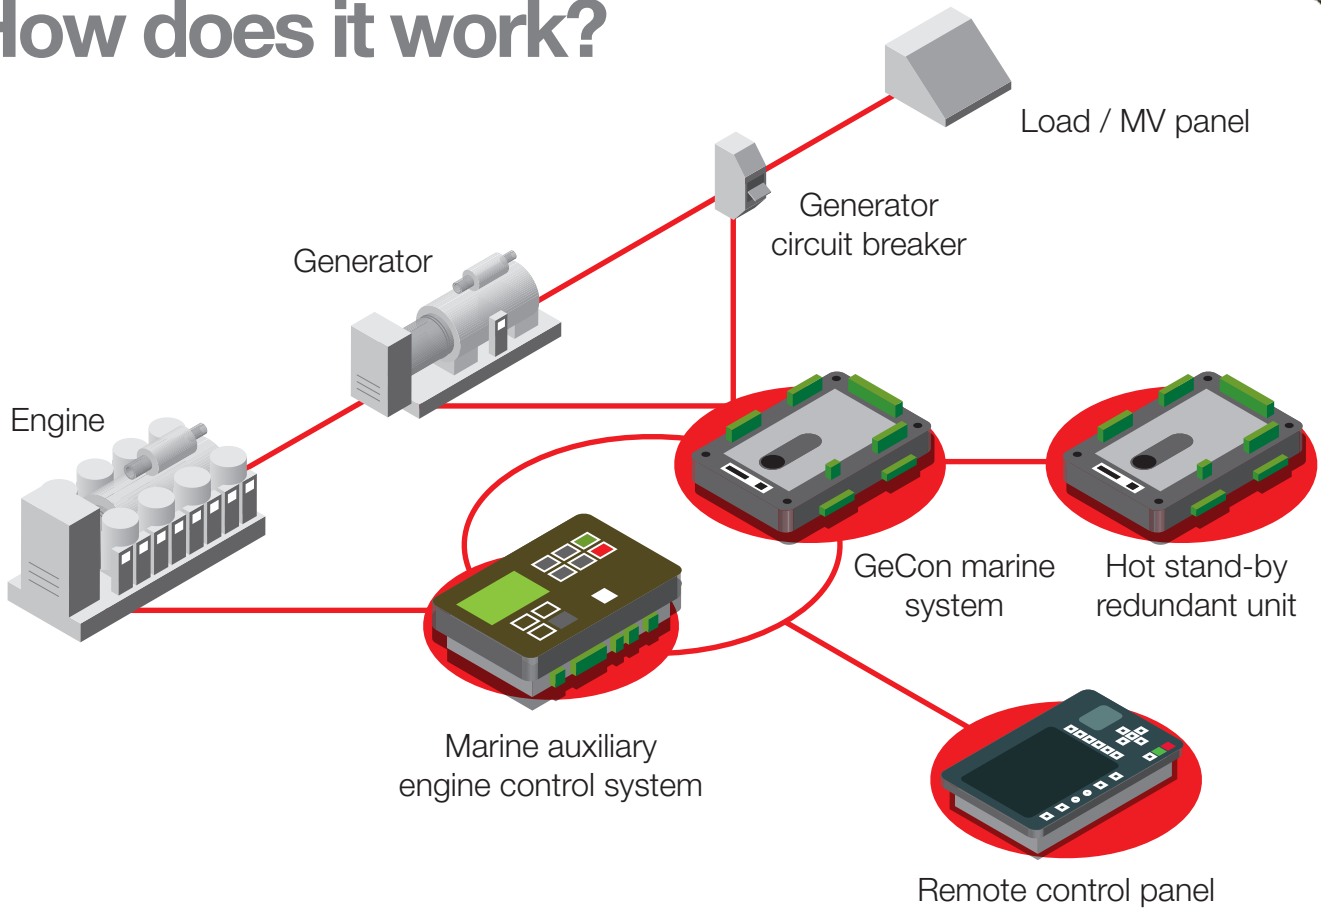 How does it work?
Load / MV panel
Generator
circuit breaker
Generator
Engine
GeCon marine
system
Hot stand-by
redundant unit
Marine auxiliary
engine control system
Remote control panel